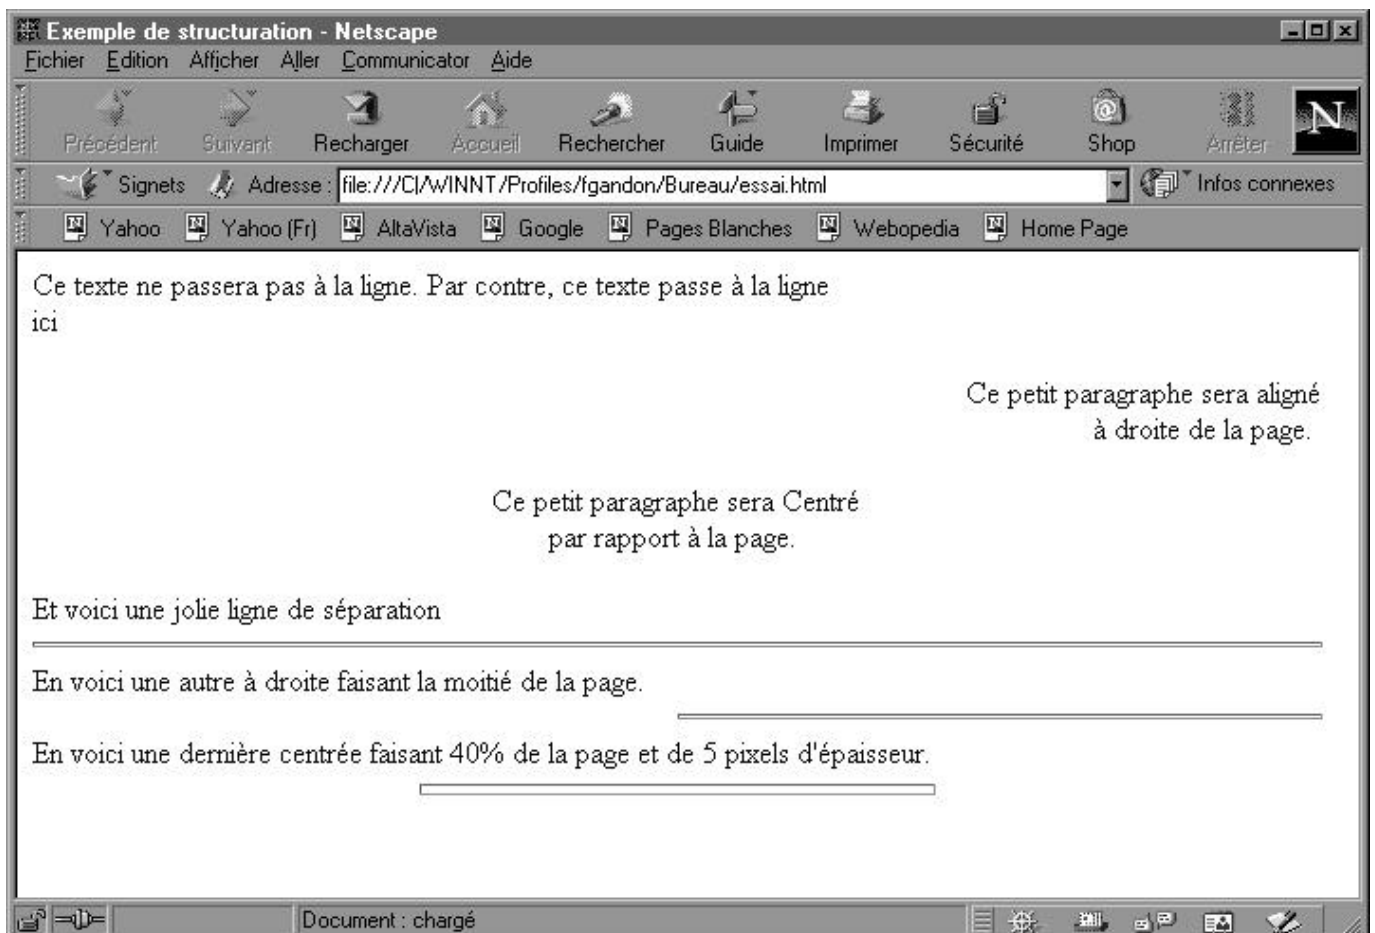 Exemple de structuration - Netscape
Fichier Edition Afficher Aller Communicator Aide
Précédent Suivant Recharger Accueil Rechercher Guide Imprimer Sécurité Shop Arrêter N
Signets Adresse : file:///C|/WINNT/Profiles/fgandon/Bureau/essai.html Infos connexes
Yahoo Yahoo (Fr) AltaVista Google Pages Blanches Webopedia Home Page
Ce texte ne passera pas à la ligne. Par contre, ce texte passe à la ligne
ici
Ce petit paragraphe sera aligné
à droite de la page.
Ce petit paragraphe sera Centré
par rapport à la page.
Et voici une jolie ligne de séparation
En voici une autre à droite faisant la moitié de la page.
En voici une dernière centrée faisant 40% de la page et de 5 pixels d'épaisseur.
Document : chargé